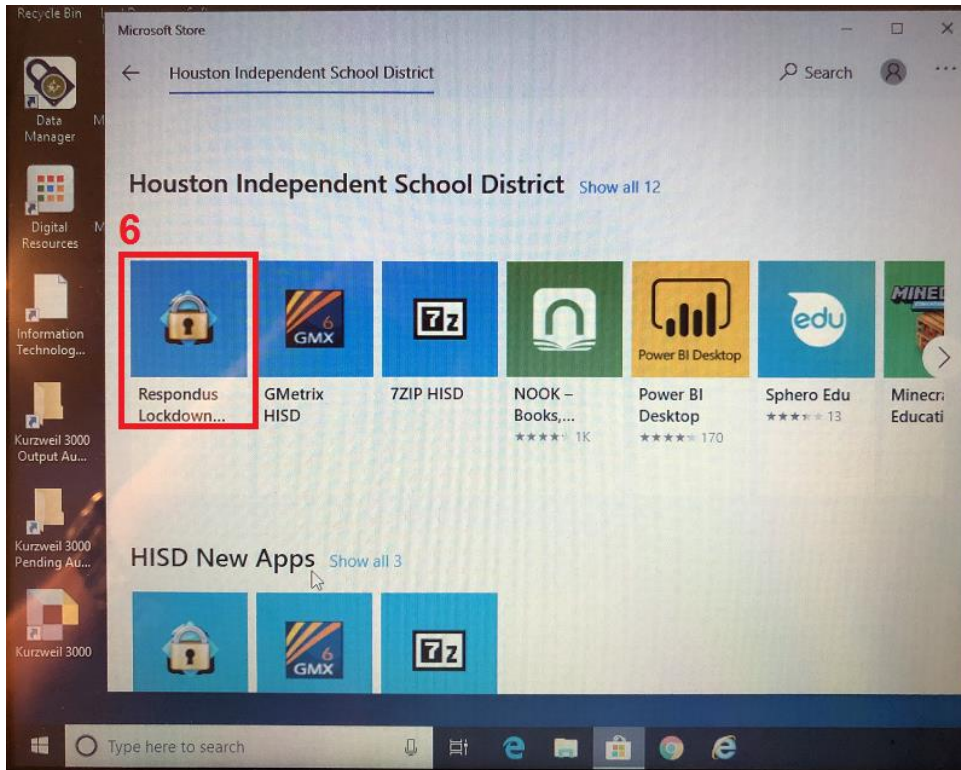 Recycle Bin
Microsoft Store
Houston Independent School District
Search
Data
Manager
Digital
Resources
Information
Technolog...
Kurzweil 3000
Output Au...
Kurzweil 3000
Pending Au...
Kurzweil 3000
Houston Independent School District Show all 12
6
6
GMX
7z
Power BI Desktop
edu
MINE
Respondus
Lockdown...
GMetrix
HISD
7ZIP HISD
NOOK –
Books,...
1K
Power BI
Desktop
170
Sphero Edu
13
Minecr
Educati
HISD New Apps Show all 3
6
GMX
7z
Type here to search